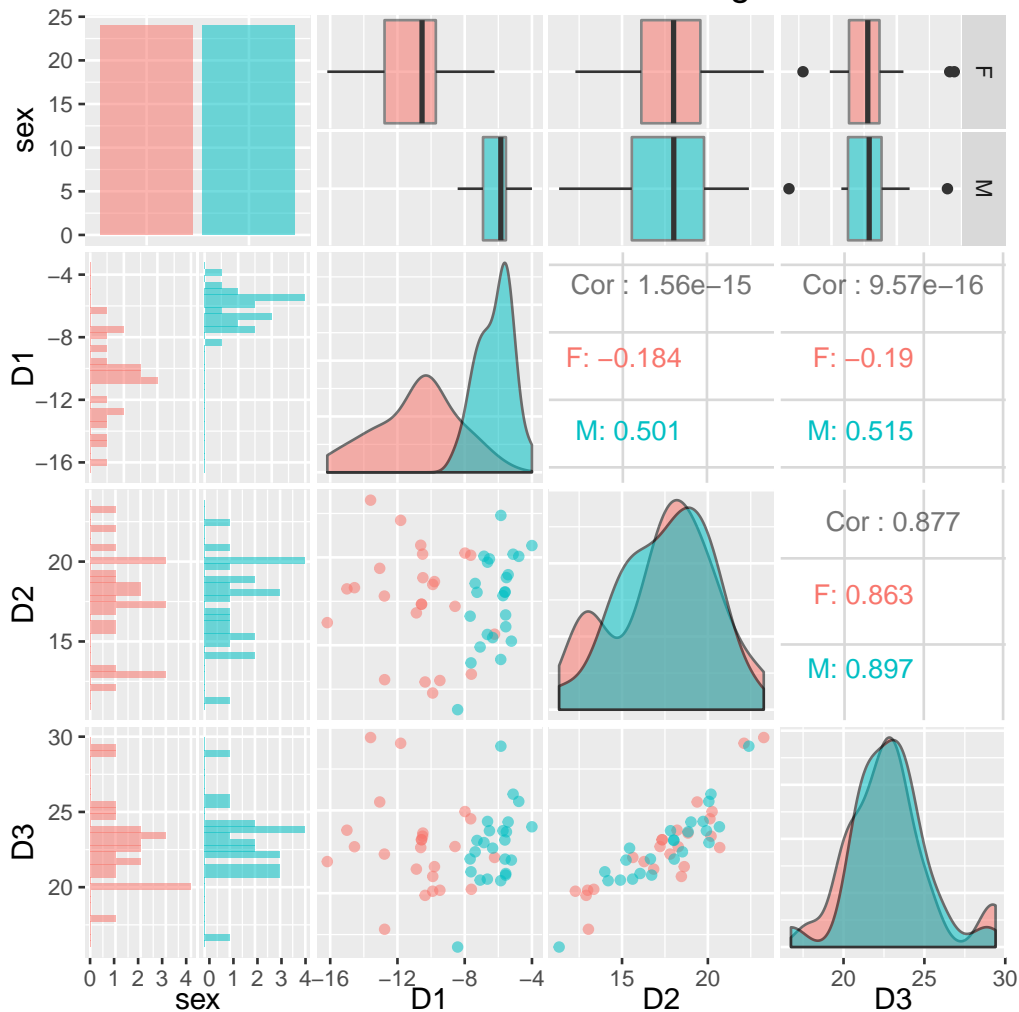 g
25
20
15
10
5
0
sex
F
M
−4
−8
−12
−16
D1
Cor : 1.56e−15
F: −0.184
M: 0.501
Cor : 9.57e−16
F: −0.19
M: 0.515
20
15
D2
Cor : 0.877
F: 0.863
M: 0.897
30
25
20
D3
0 1 2 3 4 0 1 2 3 4
−16 −12 −8 −4
15 20
20 25 30
sex D1 D2 D3